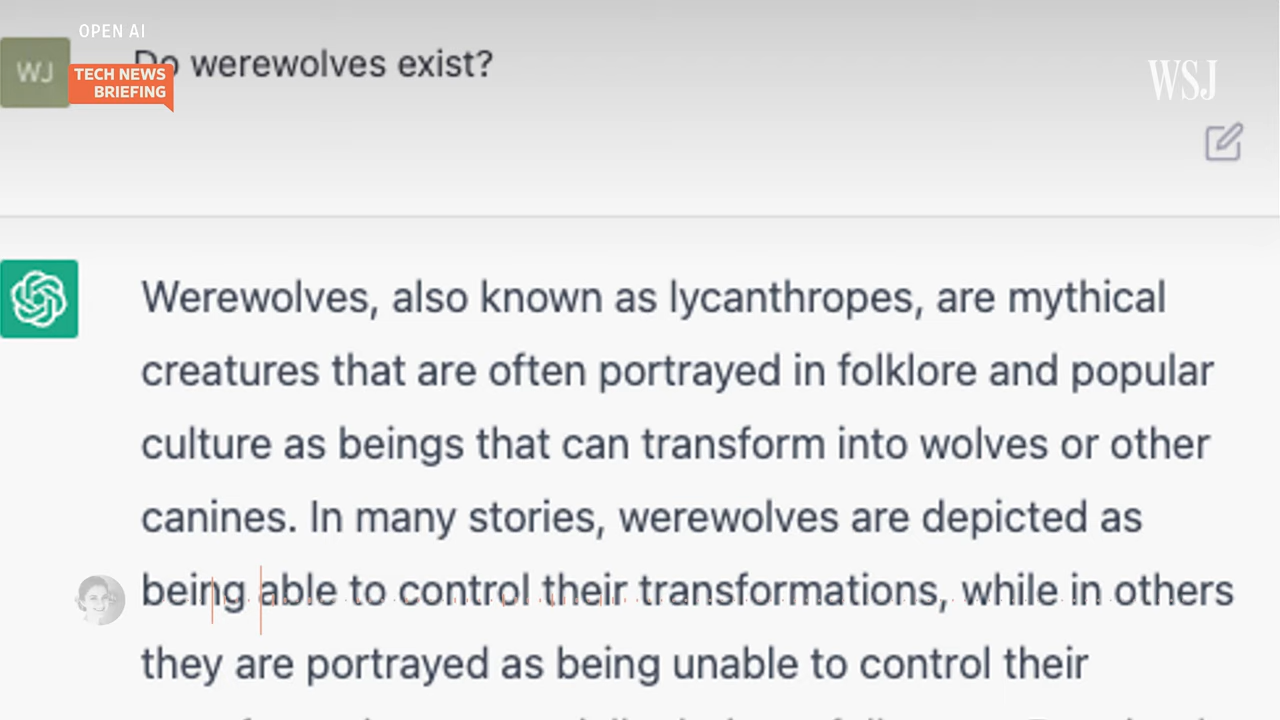 OPEN AI
WJ
Do werewolves exist?
TECH NEWS
BRIEFING
WSJ
Werewolves, also known as lycanthropes, are mythical
creatures that are often portrayed in folklore and popular
culture as beings that can transform into wolves or other
canines. In many stories, werewolves are depicted as
being able to control their transformations, while in others
they are portrayed as being unable to control their